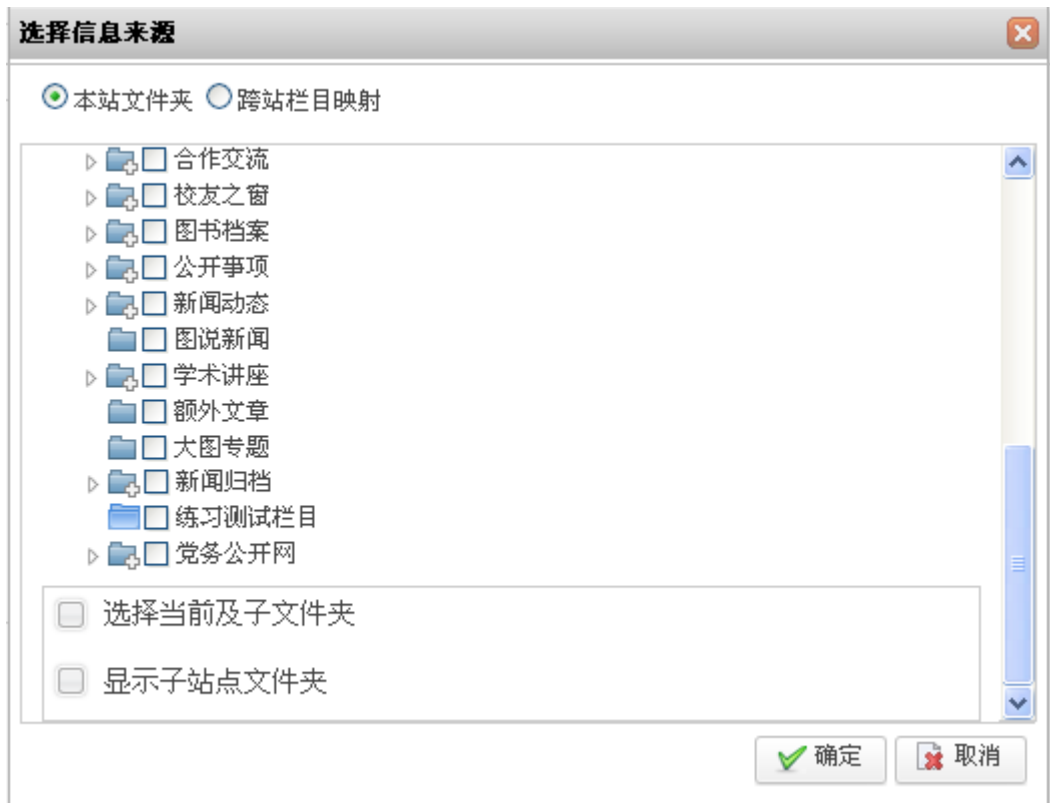 选择信息来源
本站文件夹 跨站栏目映射
合作交流
校友之窗
图书档案
公开事项
新闻动态
图说新闻
学术讲座
额外文章
大图专题
新闻归档
练习测试栏目
党务公开网
选择当前及子文件夹
显示子站点文件夹
确定 取消